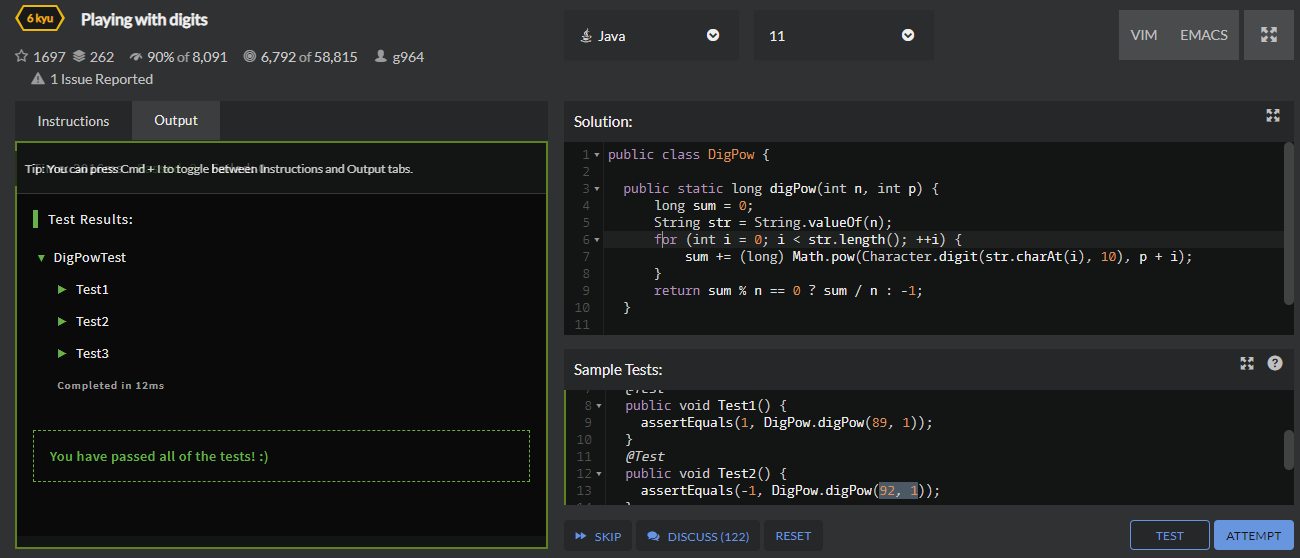 6 kyu
Playing with digits
1697 262 90% of 8,091 6,792 of 58,815 g964
1 Issue Reported
Java
11
VIM EMACS
Instructions
Output
Tip: You can press Cmd + I to toggle between Instructions and Output tabs.
Test Results:
DigPowTest
Test1
Test2
Test3
Completed in 12ms
You have passed all of the tests! :)
Solution:
1 public class DigPow {
2
3 public static long digPow(int n, int p) {
4 long sum = 0;
5 String str = String.valueOf(n);
6 for (int i = 0; i < str.length(); ++i) {
7 sum += (long) Math.pow(Character.digit(str.charAt(i), 10), p + i);
8 }
9 return sum % n == 0 ? sum / n : -1;
10 }
11
Sample Tests:
@Test
8 public void Test1() {
9 assertEquals(1, DigPow.digPow(89, 1));
10 }
11 @Test
12 public void Test2() {
13 assertEquals(-1, DigPow.digPow(92, 1));
SKIP
DISCUSS (122)
RESET
TEST
ATTEMPT